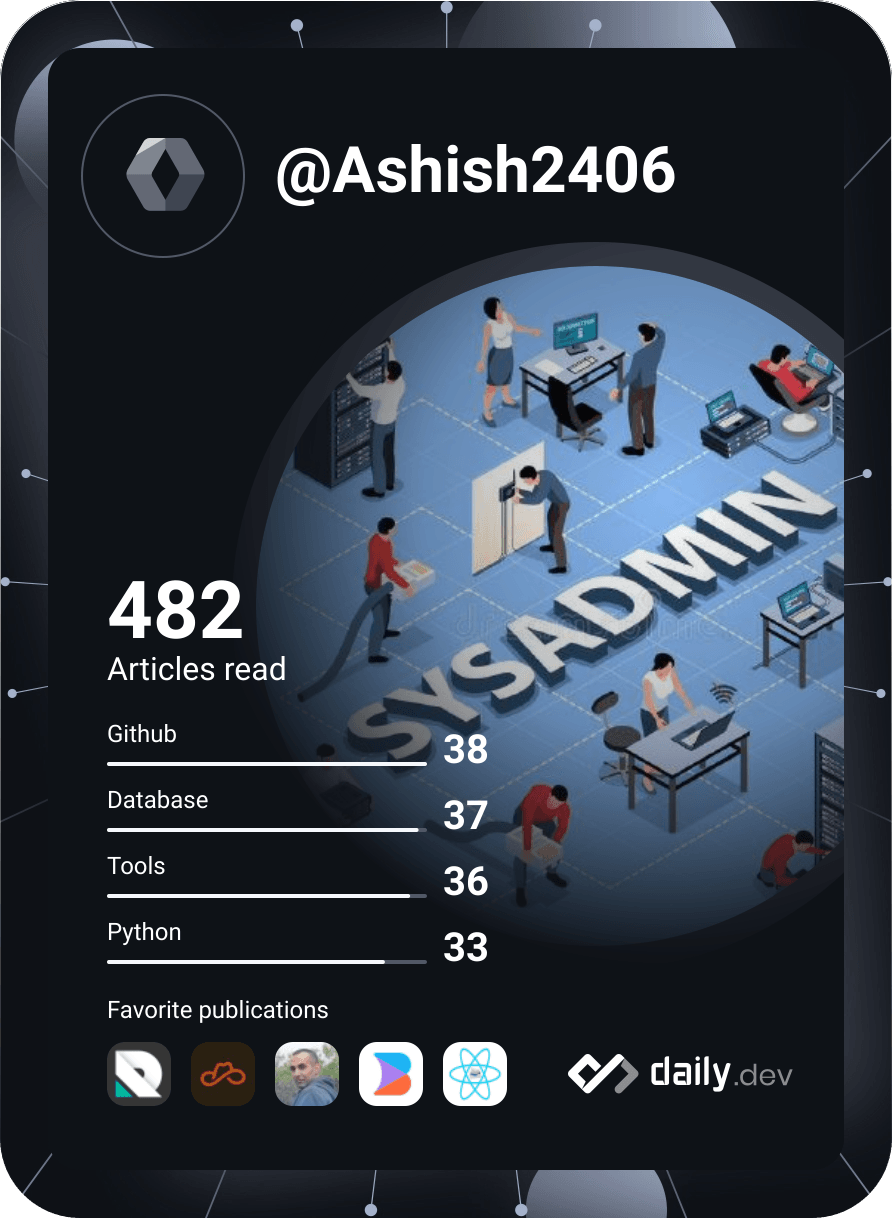 @Ashish2406
SYSADMIN
482
Articles read
Github
38
Database
37
Tools
36
Python
33
Favorite publications
daily.dev